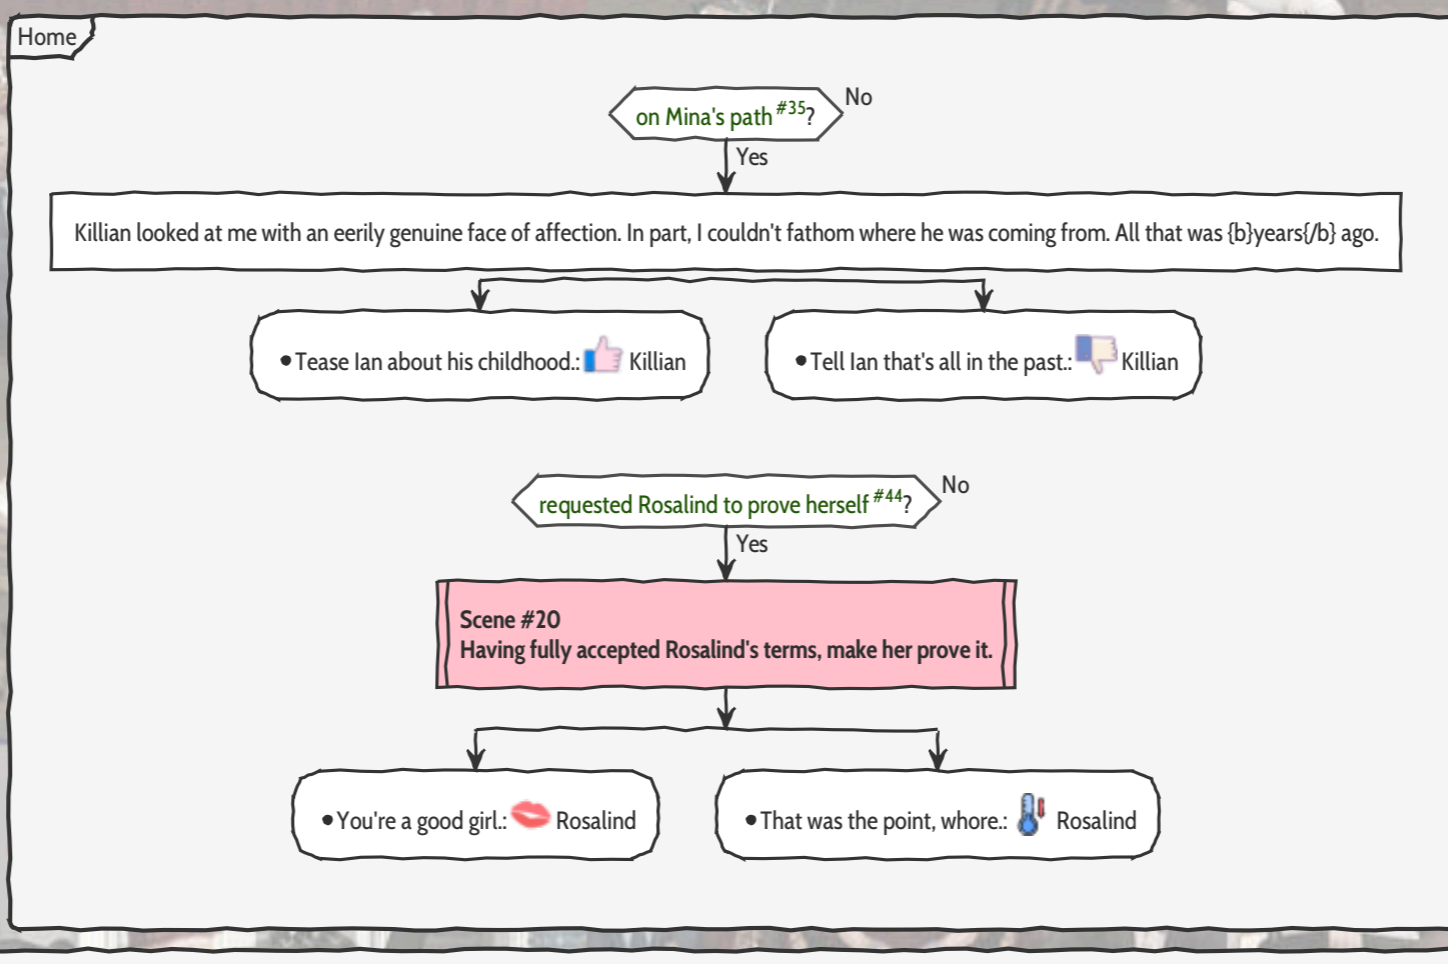 Home
on Mina's path #35?
No
Yes
Killian looked at me with an eerily genuine face of affection. In part, I couldn't fathom where he was coming from. All that was {b}years{/b} ago.
•Tease Ian about his childhood.: Killian
•Tell Ian that's all in the past.: Killian
requested Rosalind to prove herself #44?
No
Yes
Scene #20
Having fully accepted Rosalind's terms, make her prove it.
•You're a good girl.: Rosalind
•That was the point, whore.: Rosalind